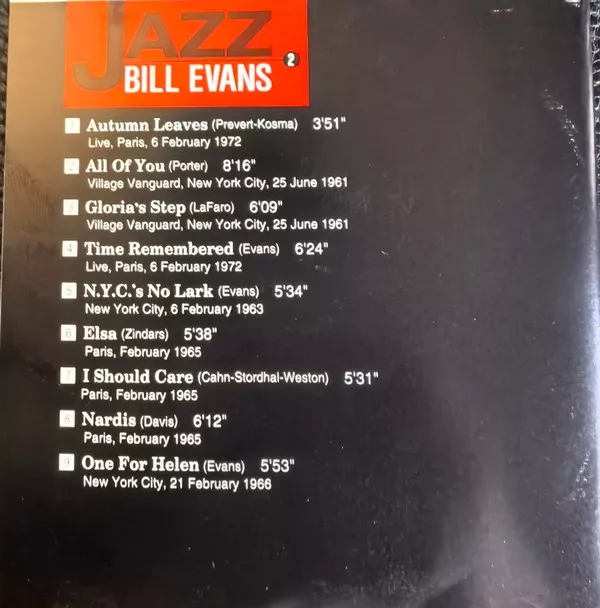 JAZZ
BILL EVANS 2
1 Autumn Leaves (Prevert-Kosma) 3'51"
Live, Paris, 6 February 1972
2 All Of You (Porter) 8'16"
Village Vanguard, New York City, 25 June 1961
3 Gloria's Step (LaFaro) 6'09"
Village Vanguard, New York City, 25 June 1961
4 Time Remembered (Evans) 6'24"
Live, Paris, 6 February 1972
5 N.Y.C.'s No Lark (Evans) 5'34"
New York City, 6 February 1963
6 Elsa (Zindars) 5'38"
Paris, February 1965
7 I Should Care (Cahn-Stordhal-Weston) 5'31"
Paris, February 1965
8 Nardis (Davis) 6'12"
Paris, February 1965
9 One For Helen (Evans) 5'53"
New York City, 21 February 1966